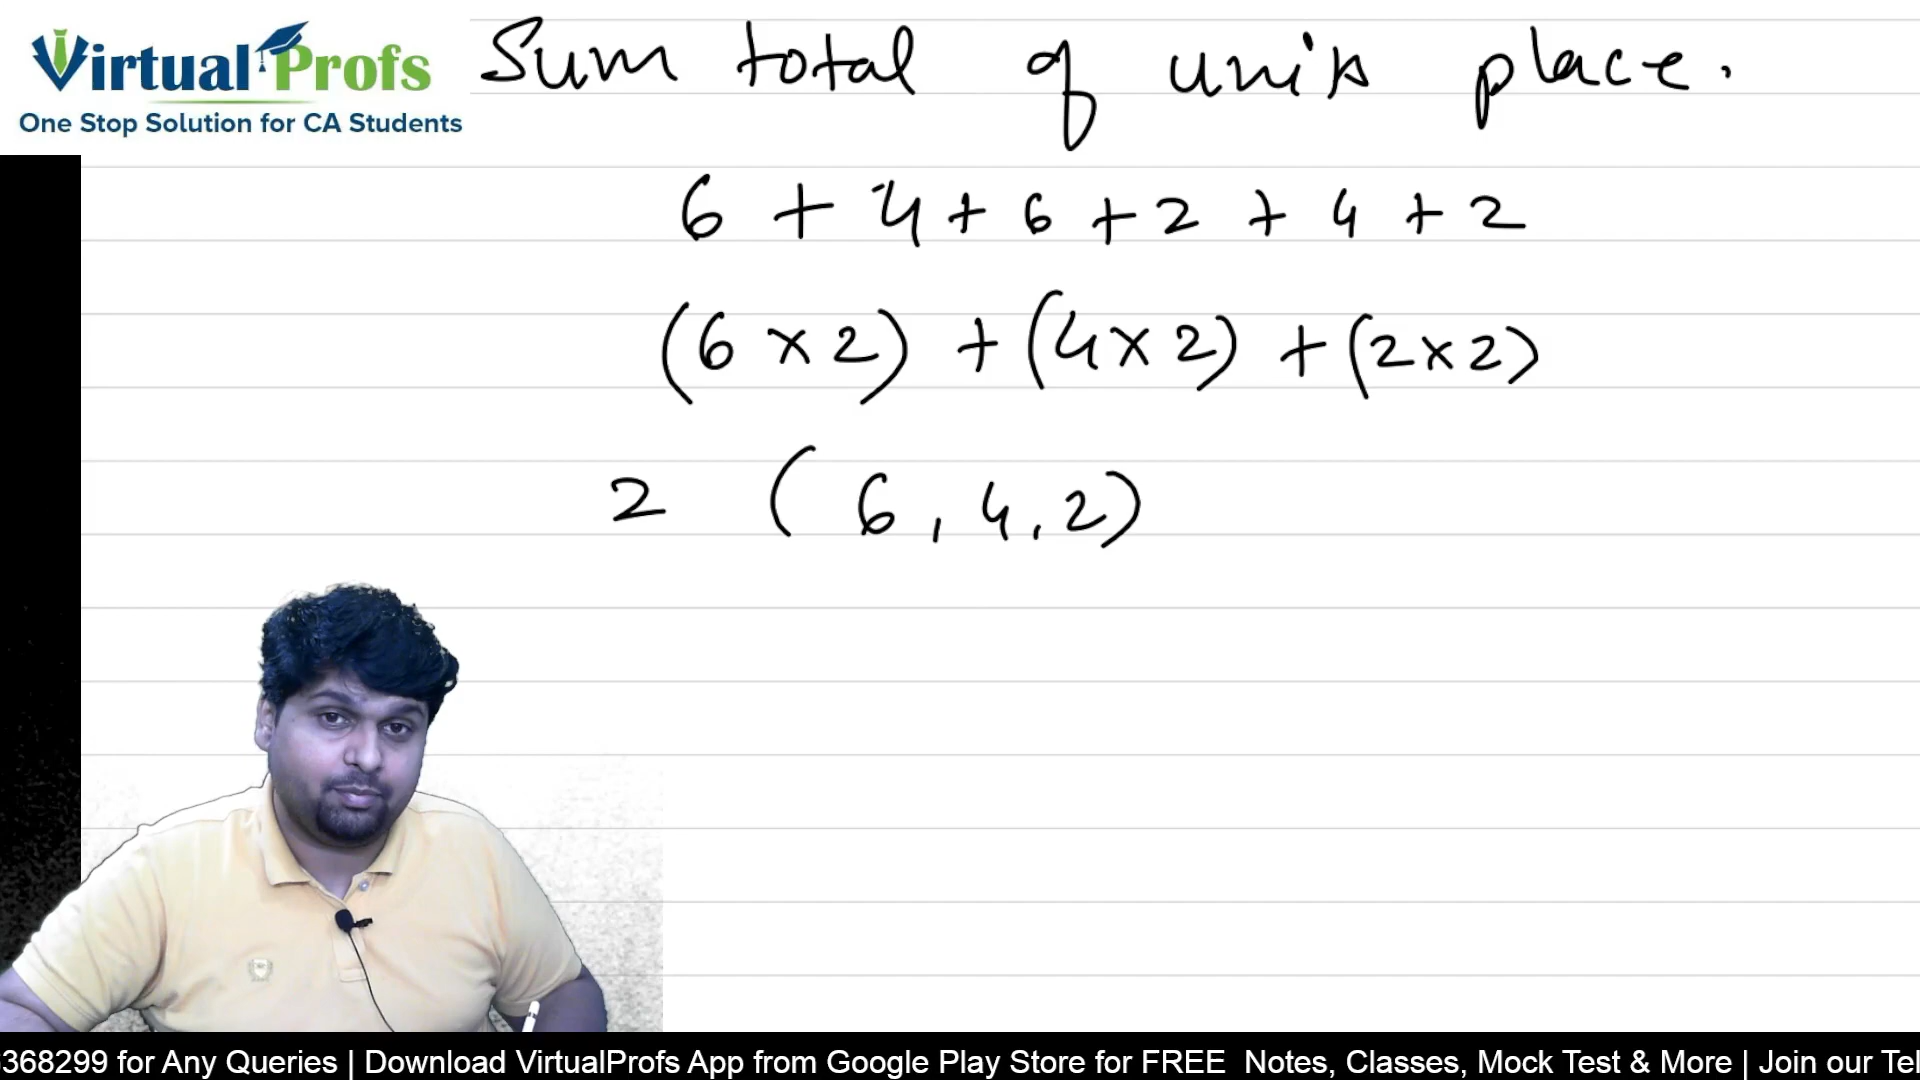 VirtualProfs
One Stop Solution for CA Students
Sum total of units place.
6 + 4 + 6 + 2 + 4 + 2
(6 × 2) + (4 × 2) + (2 × 2)
2 ( 6, 4, 2)
368299 for Any Queries | Download VirtualProfs App from Google Play Store for FREE Notes, Classes, Mock Test & More | Join our Tel